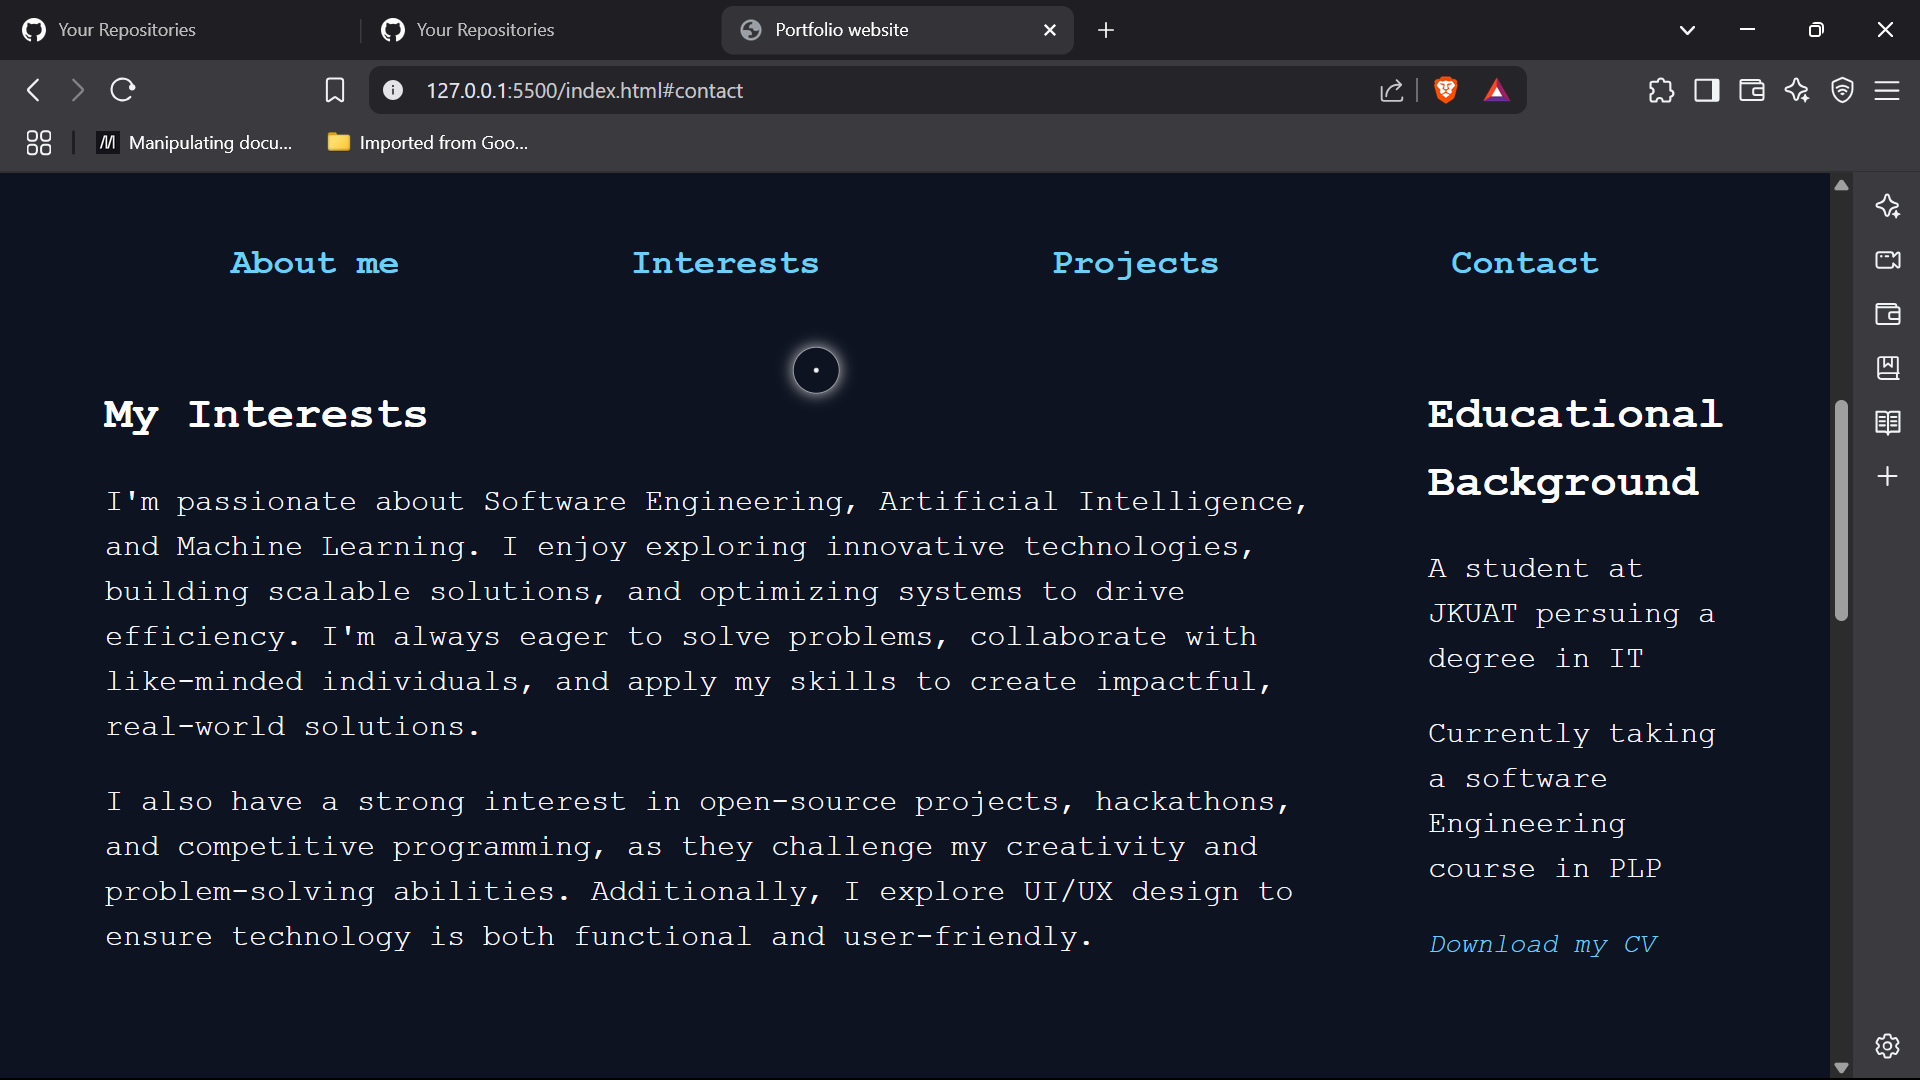 Your Repositories
Your Repositories
Portfolio website
127.0.0.1:5500/index.html#contact
Manipulating docu...
Imported from Goo...
About me
Interests
Projects
Contact
My Interests
I'm passionate about Software Engineering, Artificial Intelligence,
and Machine Learning. I enjoy exploring innovative technologies,
building scalable solutions, and optimizing systems to drive
efficiency. I'm always eager to solve problems, collaborate with
like-minded individuals, and apply my skills to create impactful,
real-world solutions.
I also have a strong interest in open-source projects, hackathons,
and competitive programming, as they challenge my creativity and
problem-solving abilities. Additionally, I explore UI/UX design to
ensure technology is both functional and user-friendly.
Educational
Background
A student at
JKUAT persuing a
degree in IT
Currently taking
a software
Engineering
course in PLP
Download my CV